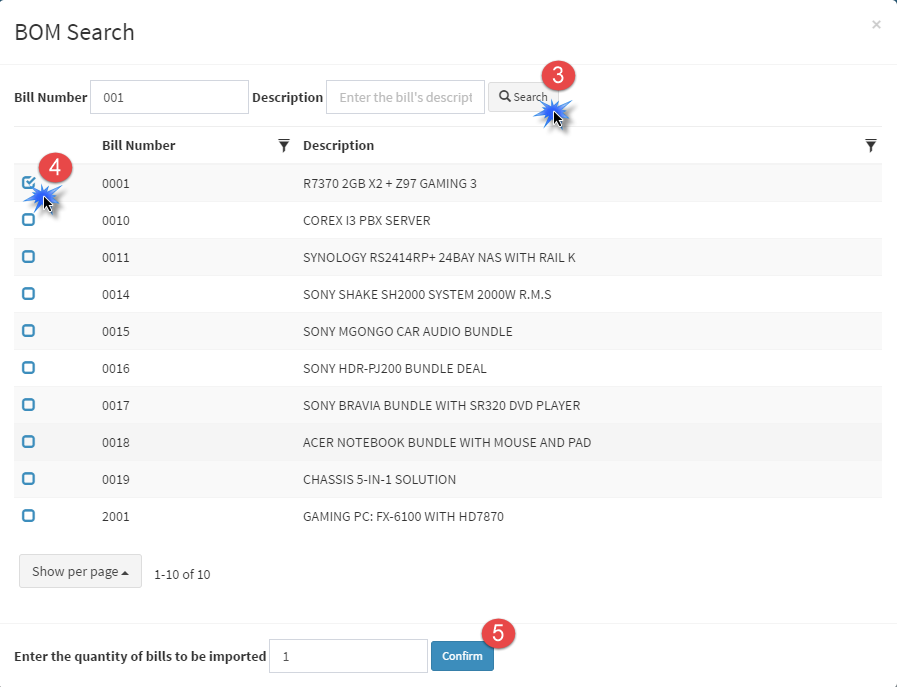 BOM Search
×
3
Bill Number 001 Description Enter the bill's descript Search
Bill Number Description
4
0001 R7370 2GB X2 + Z97 GAMING 3
0010 COREX I3 PBX SERVER
0011 SYNOLOGY RS2414RP+ 24BAY NAS WITH RAIL K
0014 SONY SHAKE SH2000 SYSTEM 2000W R.M.S
0015 SONY MGONGO CAR AUDIO BUNDLE
0016 SONY HDR-PJ200 BUNDLE DEAL
0017 SONY BRAVIA BUNDLE WITH SR320 DVD PLAYER
0018 ACER NOTEBOOK BUNDLE WITH MOUSE AND PAD
0019 CHASSIS 5-IN-1 SOLUTION
2001 GAMING PC: FX-6100 WITH HD7870
Show per page 1-10 of 10
5
Enter the quantity of bills to be imported 1 Confirm